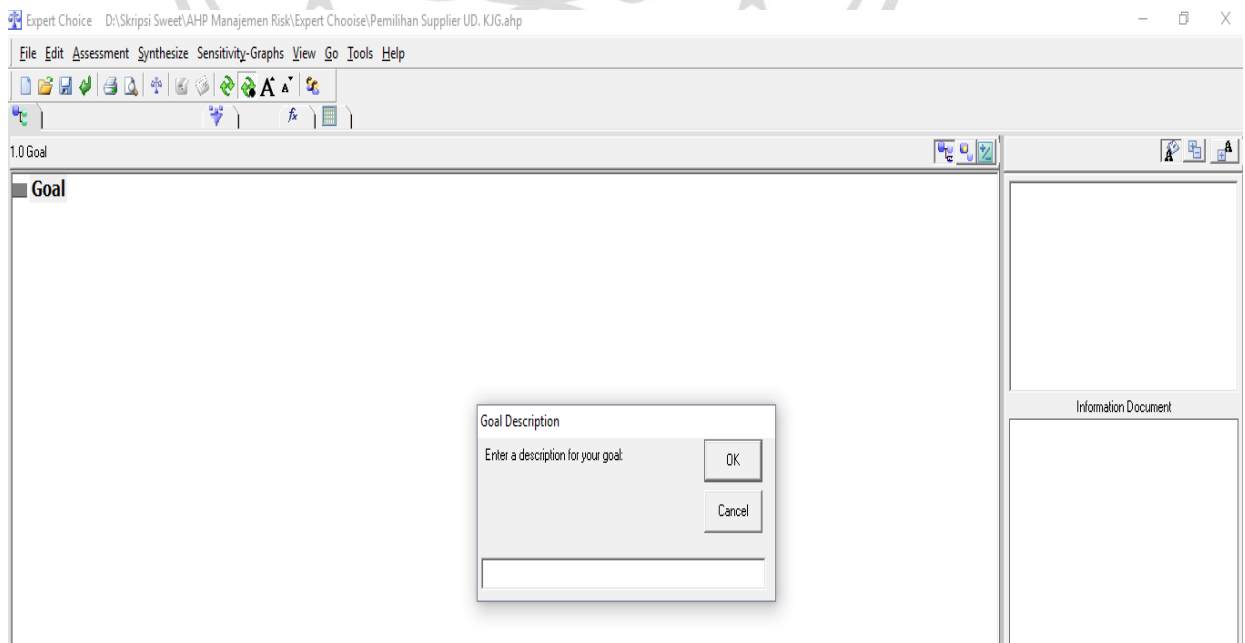 Expert Choice D:\Skripsi Sweet\AHP Manajemen Risk\Expert Chooise\Pemilihan Supplier UD. KJG.ahp
File Edit Assessment Synthesize Sensitivity-Graphs View Go Tools Help
1.0 Goal
Goal
Information Document
Goal Description
Enter a description for your goal:
OK
Cancel